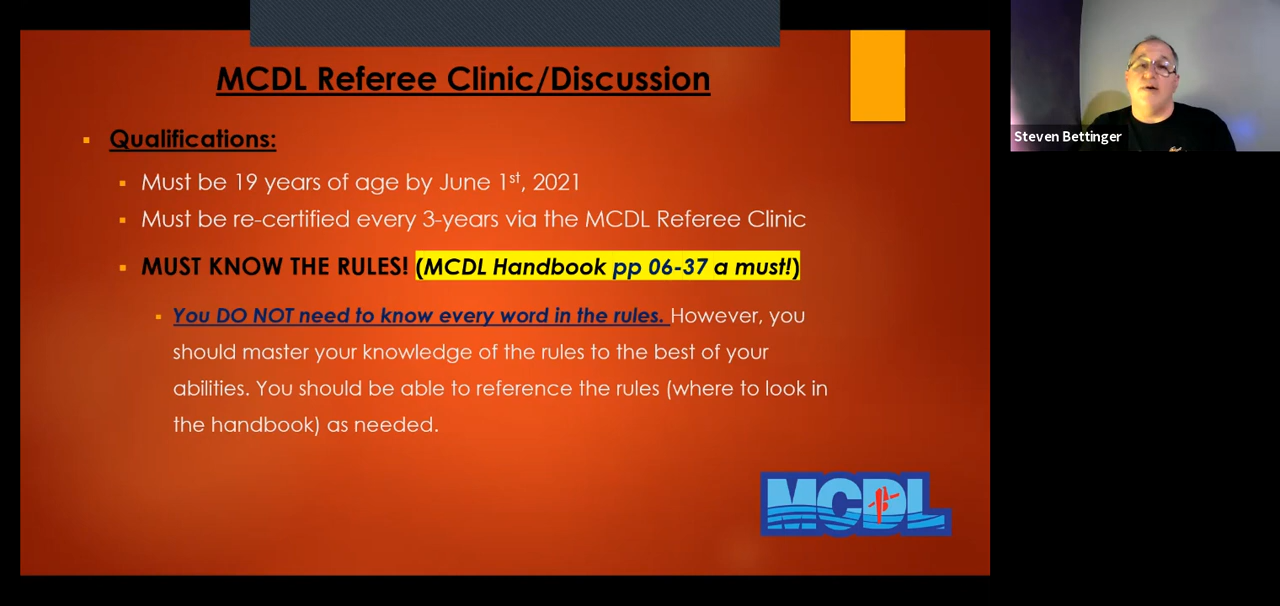 MCDL Referee Clinic/Discussion
Steven Bettinger
Qualifications:
Must be 19 years of age by June 1st, 2021
Must be re-certified every 3-years via the MCDL Referee Clinic
MUST KNOW THE RULES! (MCDL Handbook pp 06-37 a must!)
You DO NOT need to know every word in the rules. However, you
should master your knowledge of the rules to the best of your
abilities. You should be able to reference the rules (where to look in
the handbook) as needed.
MCDL